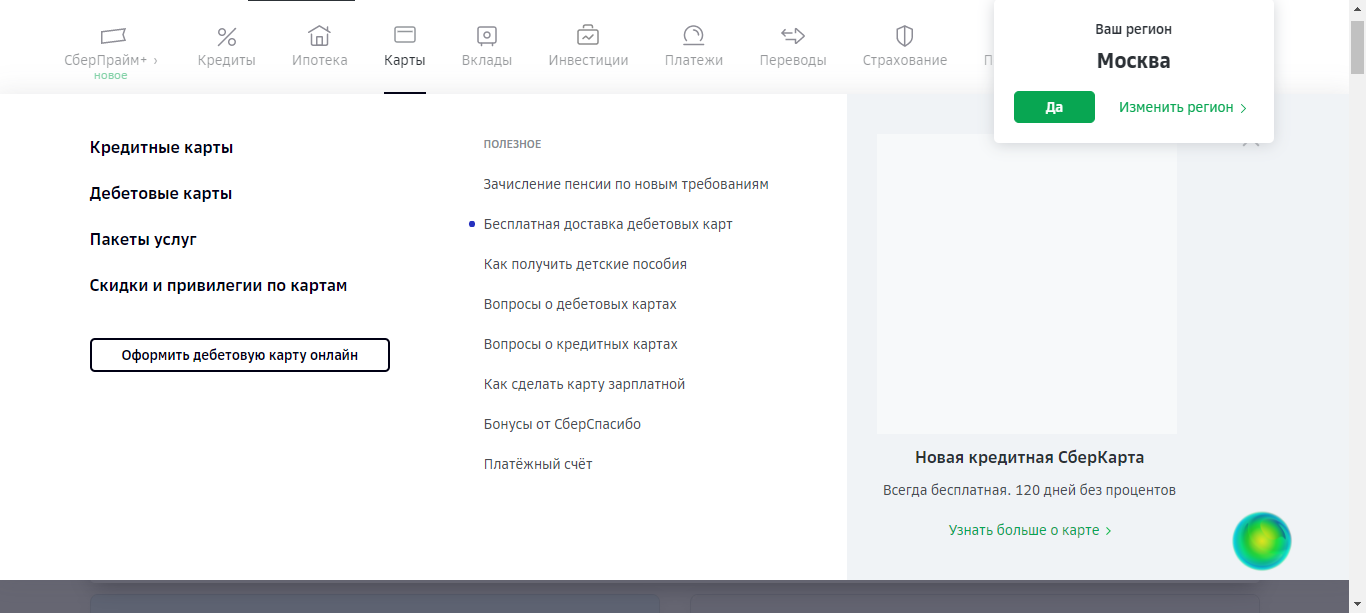 СберПрайм+ ›
новое
Кредиты
Ипотека
Карты
Вклады
Инвестиции
Платежи
Переводы
Страхование
Ваш регион
Москва
Да
Изменить регион
Кредитные карты
Дебетовые карты
Пакеты услуг
Скидки и привилегии по картам
Оформить дебетовую карту онлайн
ПОЛЕЗНОЕ
Зачисление пенсии по новым требованиям
Бесплатная доставка дебетовых карт
Как получить детские пособия
Вопросы о дебетовых картах
Вопросы о кредитных картах
Как сделать карту зарплатной
Бонусы от СберСпасибо
Платёжный счёт
Новая кредитная СберКарта
Всегда бесплатная. 120 дней без процентов
Узнать больше о карте